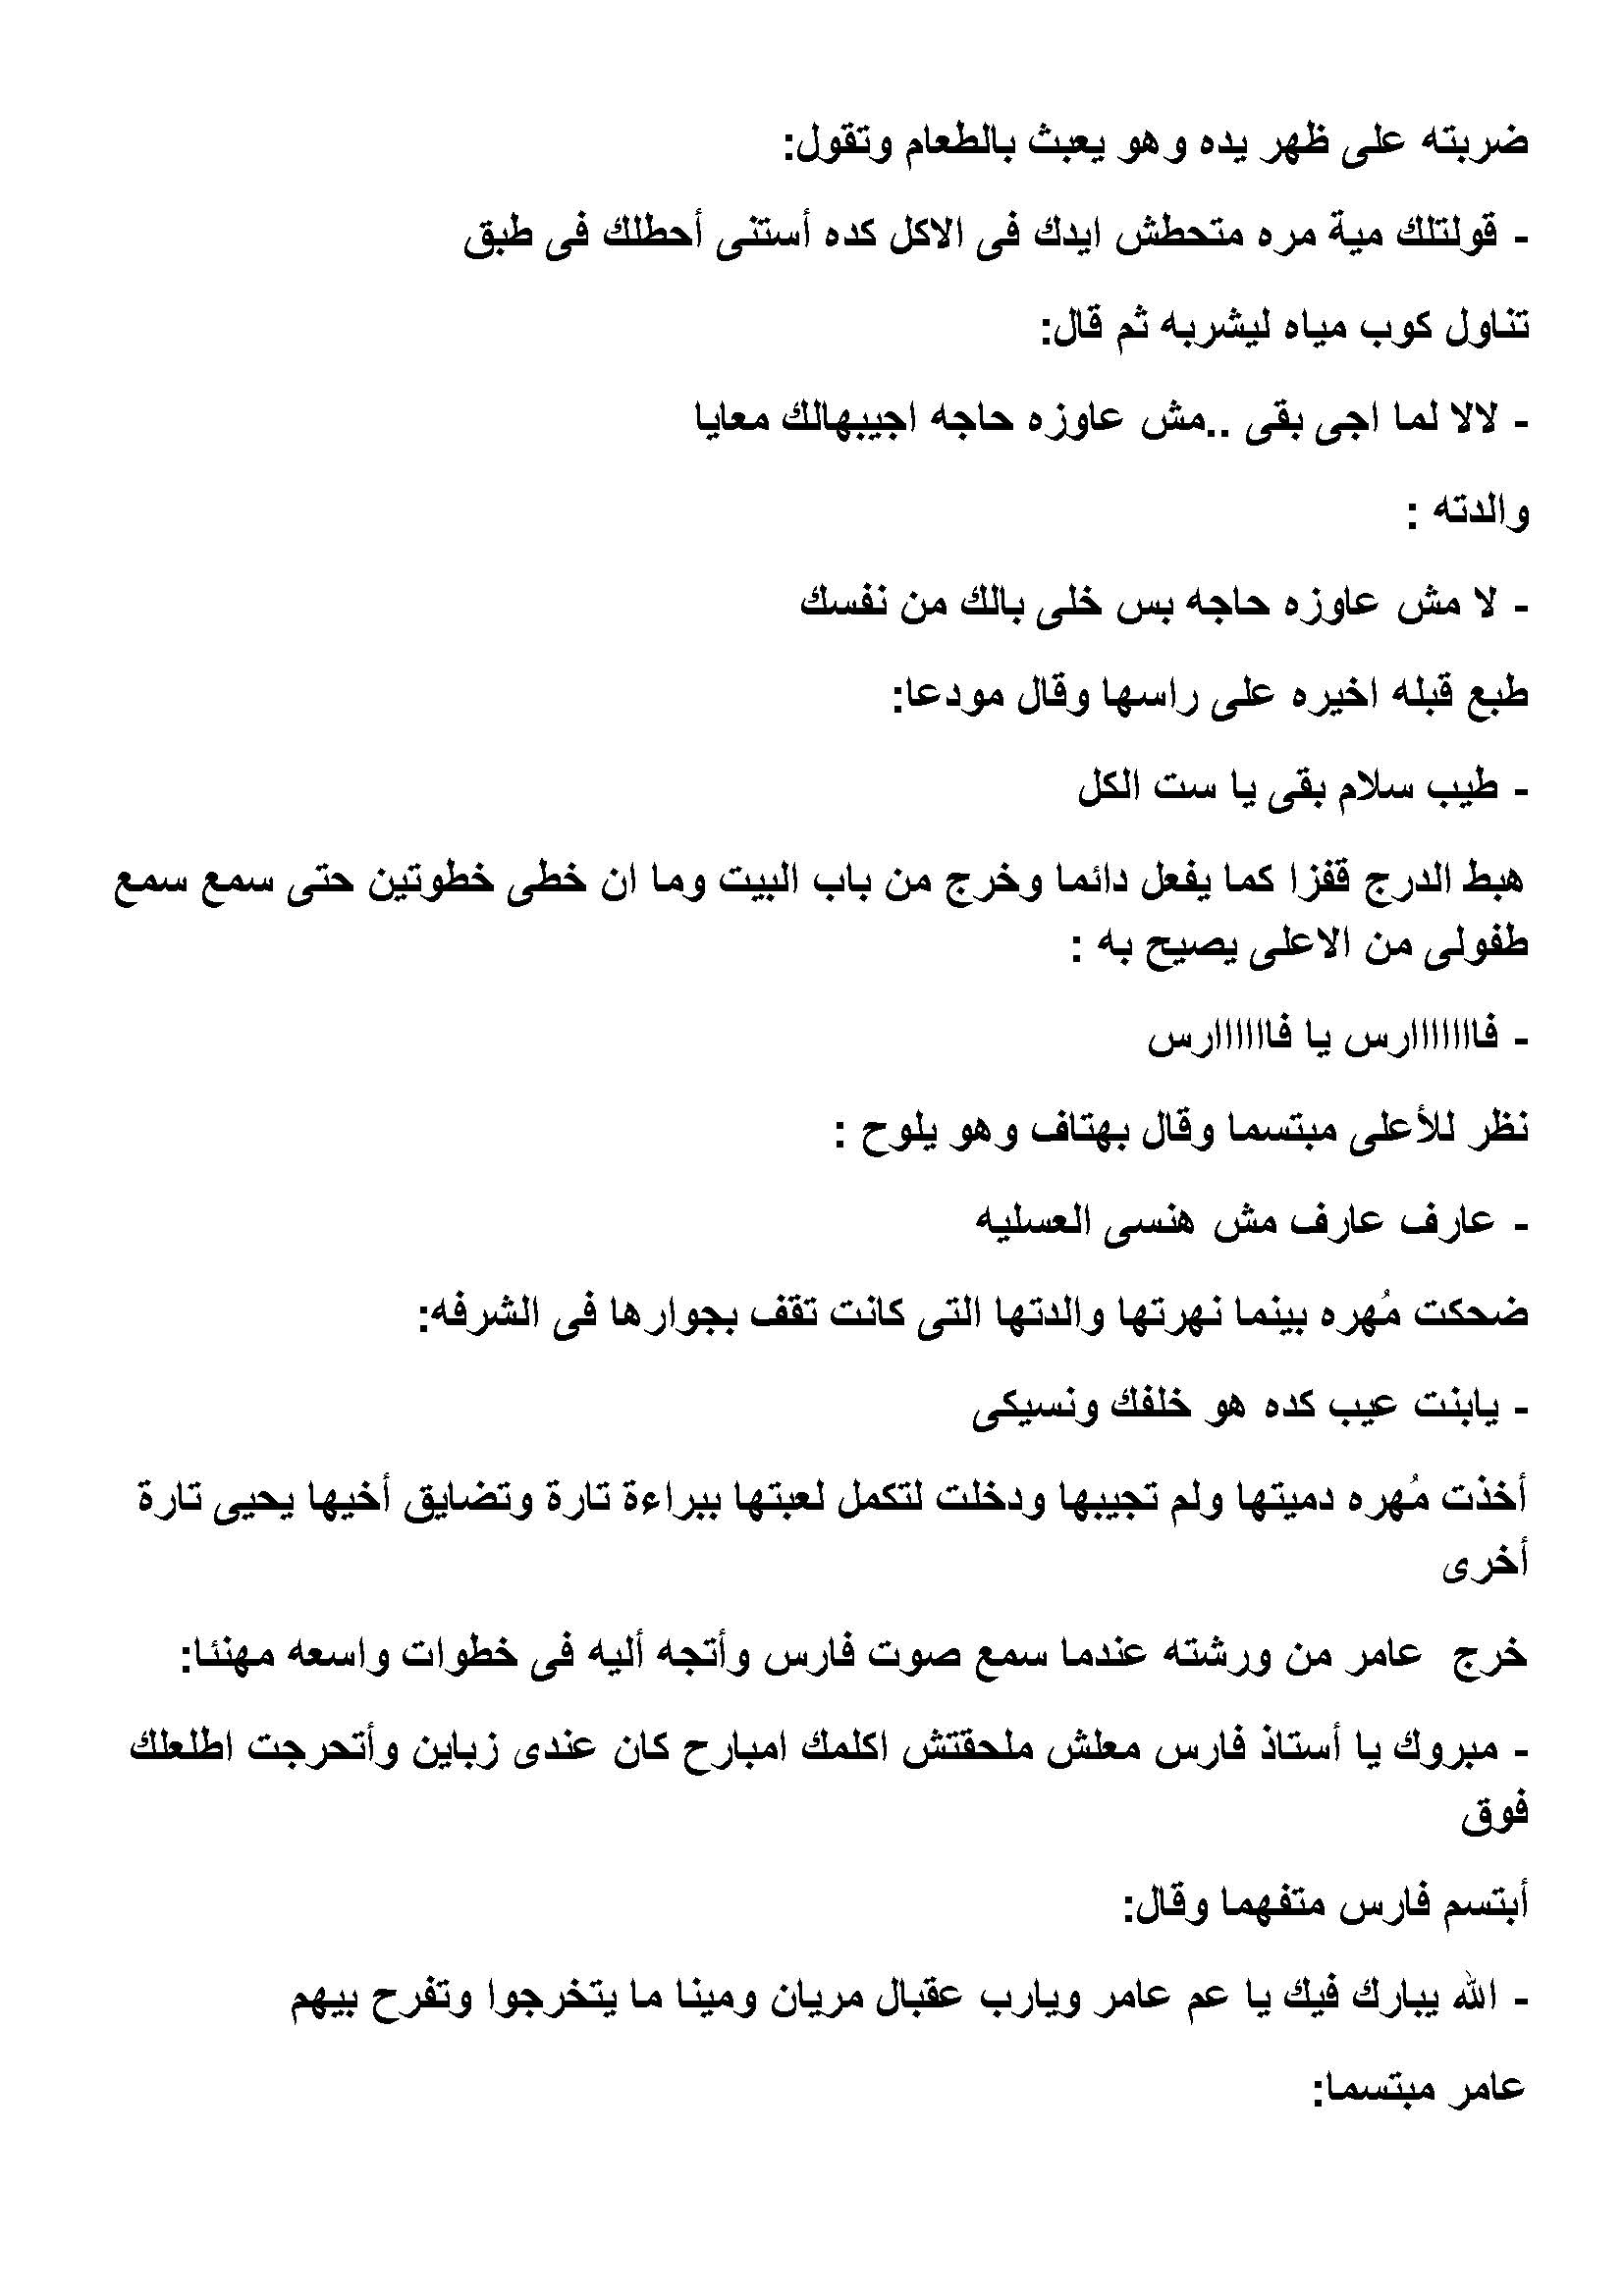 ضربته على ظهر يده وهو يعبث بالطعام وتقول:
- قولتلك مية مره متحطش ايدك فى الاكل كده أستنى أحطلك فى طبق
تناول كوب مياه ليشربه ثم قال:
- لالا لما اجى بقى ..مش عاوزه حاجه اجيبهالك معايا
والدته :
- لا مش عاوزه حاجه بس خلى بالك من نفسك
طبع قبله اخيره على راسها وقال مودعا:
- طيب سلام بقى يا ست الكل
هبط الدرج قفزا كما يفعل دائما وخرج من باب البيت وما ان خطى خطوتين حتى سمع سمع
طفولى من الاعلى يصيح به :
- فااااااارس يا فااااااارس
نظر للأعلى مبتسما وقال بهتاف وهو يلوح :
- عارف عارف مش هنسى العسليه
ضحكت مُهره بينما نهرتها والدتها التى كانت تقف بجوارها فى الشرفه:
- يابنت عيب كده هو خلفك ونسيكى
أخذت مُهره دميتها ولم تجيبها ودخلت لتكمل لعبتها ببراءة تارة وتضايق أخيها يحيى تارة
أخرى
خرج عامر من ورشته عندما سمع صوت فارس وأتجه أليه فى خطوات واسعه مهنئا:
- مبروك يا أستاذ فارس معلش ملحقتش اكلمك امبارح كان عندى زباين وأتحرجت اطلعلك
فوق
أبتسم فارس متفهما وقال:
- الله يبارك فيك يا عم عامر ويارب عقبال مريان ومينا ما يتخرجوا وتفرح بيهم
عامر مبتسما: